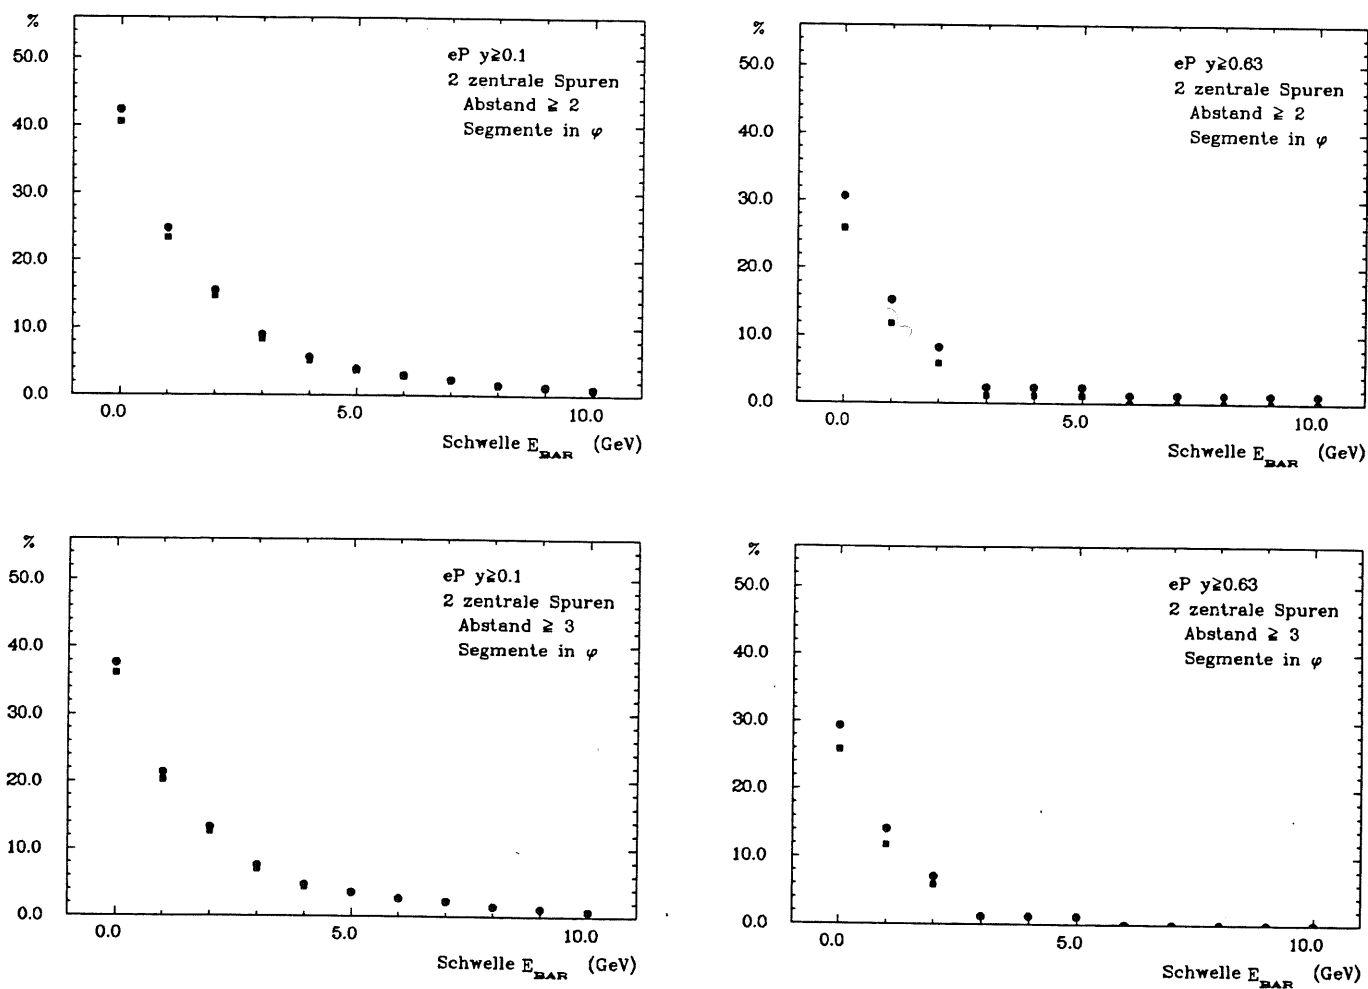 %
50.0
40.0
30.0
20.0
10.0
0.0
eP y≧0.1
2 zentrale Spuren
Abstand ≧ 2
Segmente in φ
0.0 5.0 10.0
Schwelle E_BAR (GeV)
%
50.0
40.0
30.0
20.0
10.0
0.0
eP y≧0.63
2 zentrale Spuren
Abstand ≧ 2
Segmente in φ
0.0 5.0 10.0
Schwelle E_BAR (GeV)
%
50.0
40.0
30.0
20.0
10.0
0.0
eP y≧0.1
2 zentrale Spuren
Abstand ≧ 3
Segmente in φ
0.0 5.0 10.0
Schwelle E_BAR (GeV)
%
50.0
40.0
30.0
20.0
10.0
0.0
eP y≧0.63
2 zentrale Spuren
Abstand ≧ 3
Segmente in φ
0.0 5.0 10.0
Schwelle E_BAR (GeV)